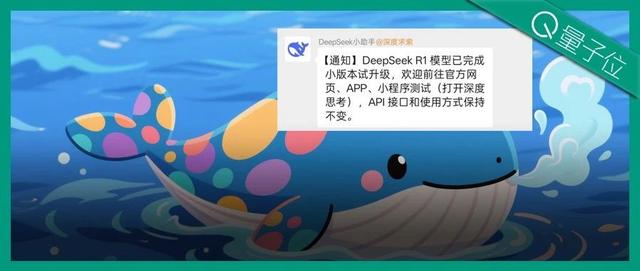 量子位
DeepSeek小助手@深度求索
【通知】DeepSeek R1 模型已完成
小版本试升级，欢迎前往官方网
页、APP、小程序测试（打开深度
思考），API 接口和使用方式保持
不变。